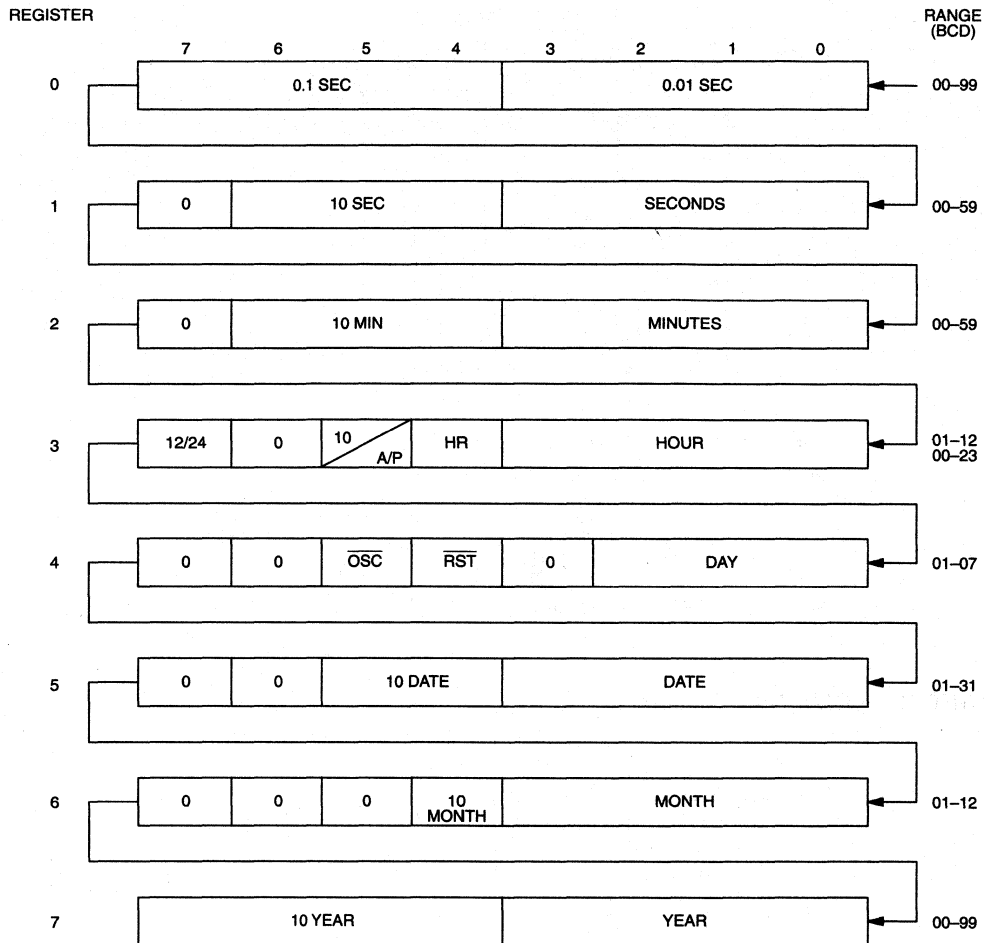 REGISTER
RANGE
(BCD)
7 6 5 4 3 2 1 0
0 0.1 SEC 0.01 SEC 00–99
1 0 10 SEC SECONDS 00–59
2 0 10 MIN MINUTES 00–59
3 12/24 0 10 A/P HR HOUR 01–12
00–23
4 0 0 OSC RST 0 DAY 01–07
5 0 0 10 DATE DATE 01–31
6 0 0 0 10 MONTH MONTH 01–12
7 10 YEAR YEAR 00–99